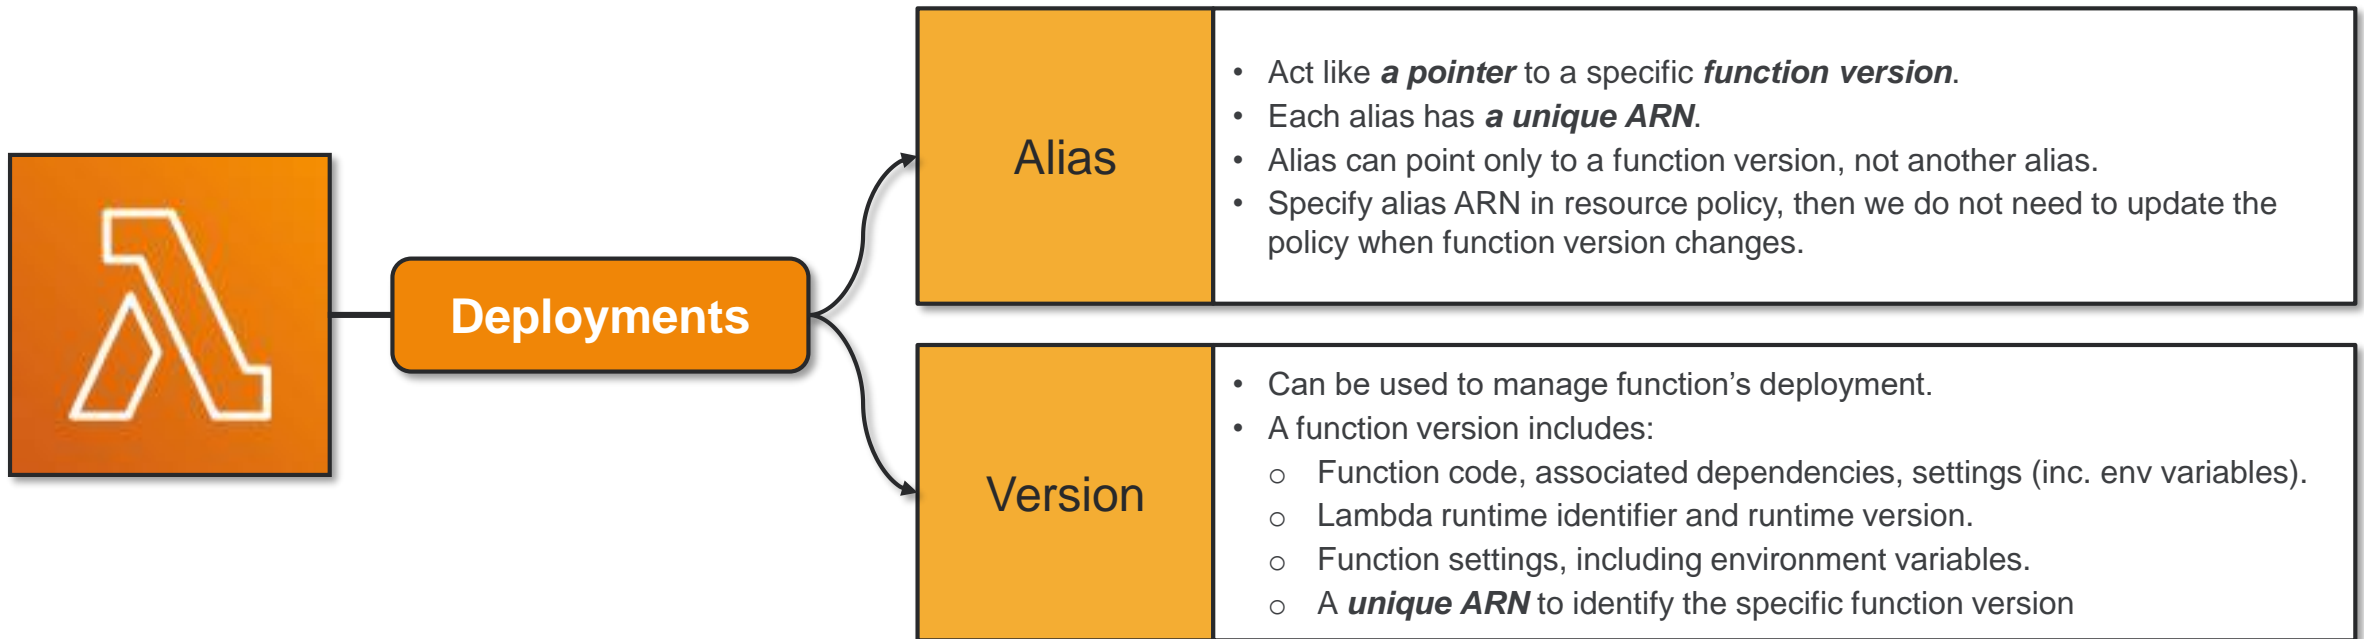 Deployments
Alias
• Act like a pointer to a specific function version.
• Each alias has a unique ARN.
• Alias can point only to a function version, not another alias.
• Specify alias ARN in resource policy, then we do not need to update the
policy when function version changes.
Version
• Can be used to manage function’s deployment.
• A function version includes:
o Function code, associated dependencies, settings (inc. env variables).
o Lambda runtime identifier and runtime version.
o Function settings, including environment variables.
o A unique ARN to identify the specific function version